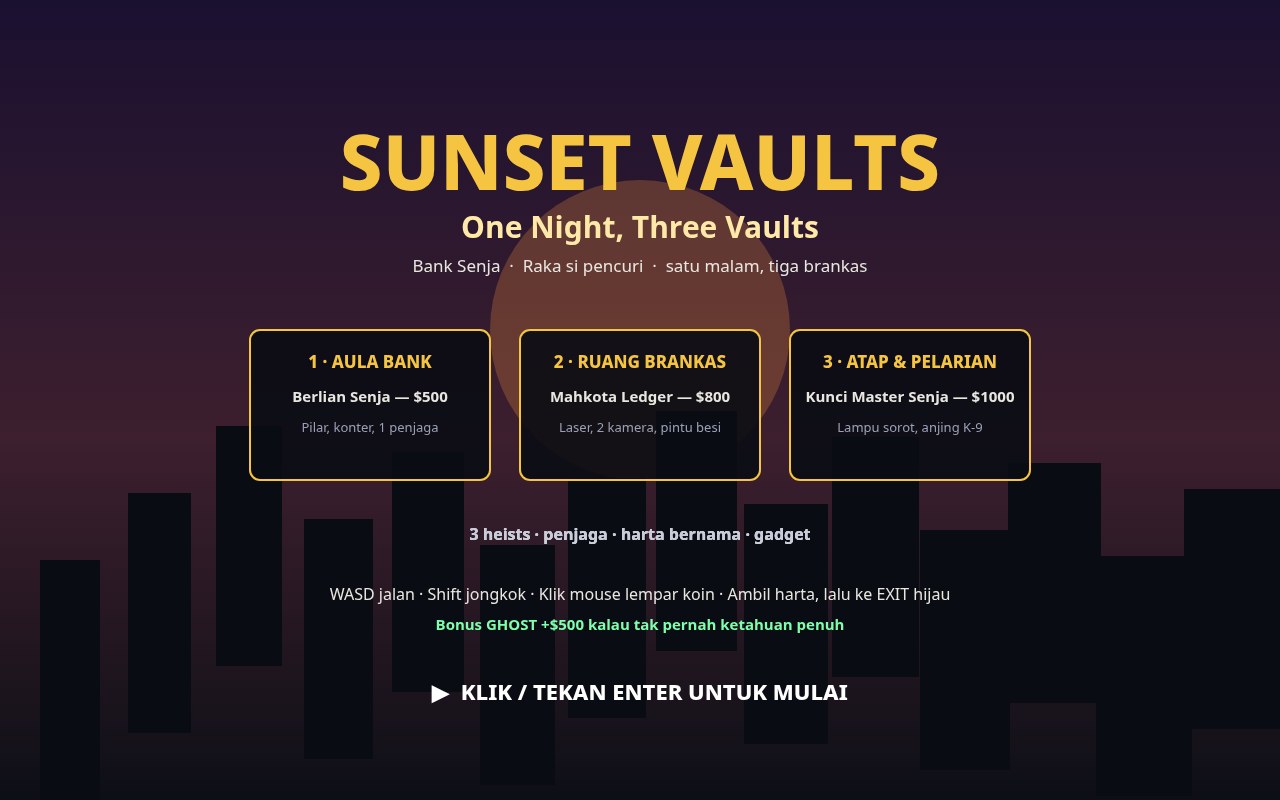 SUNSET VAULTS
One Night, Three Vaults
Bank Senja · Raka si pencuri · satu malam, tiga brankas
1 · AULA BANK
Berlian Senja — $500
Pilar, konter, 1 penjaga
2 · RUANG BRANKAS
Mahkota Ledger — $800
Laser, 2 kamera, pintu besi
3 · ATAP & PELARIAN
Kunci Master Senja — $1000
Lampu sorot, anjing K-9
3 heists · penjaga · harta bernama · gadget
WASD jalan · Shift jongkok · Klik mouse lempar koin · Ambil harta, lalu ke EXIT hijau
Bonus GHOST +$500 kalau tak pernah ketahuan penuh
▶ KLIK / TEKAN ENTER UNTUK MULAI